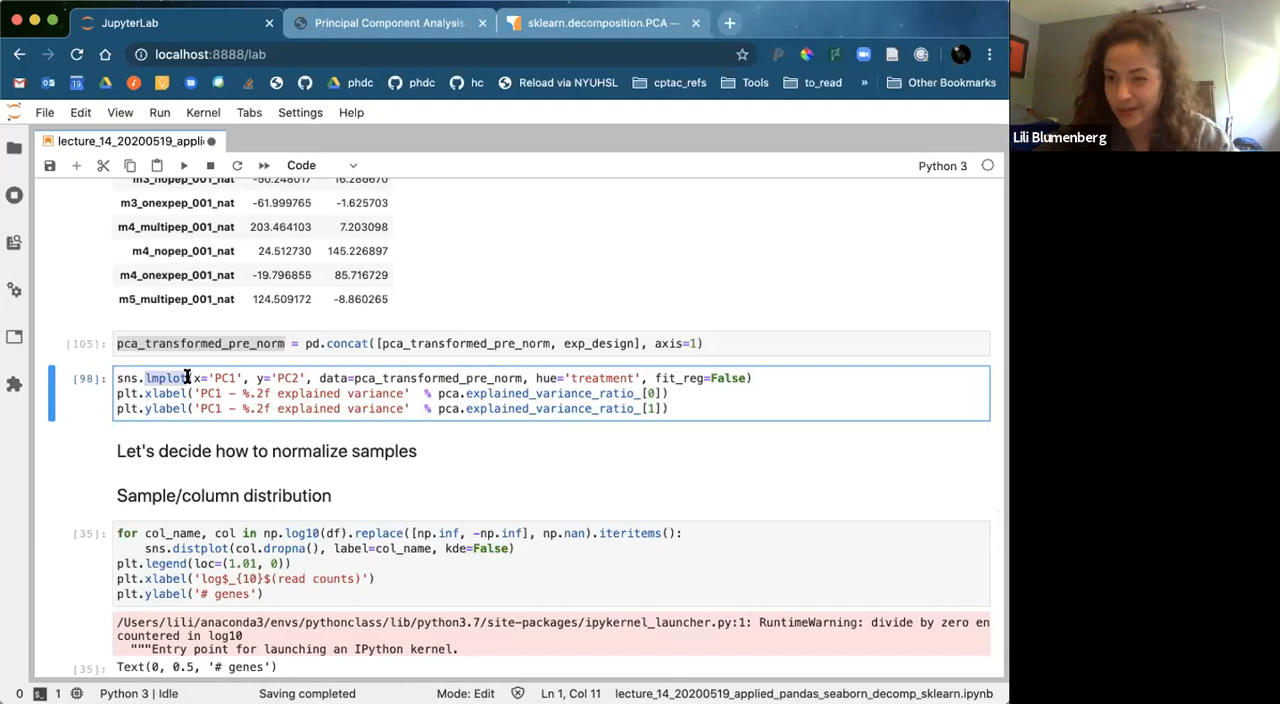 JupyterLab
Principal Component Analysis
sklearn.decomposition.PCA —
localhost:8888/lab
phdc
phdc
hc
Reload via NYUHSL
cptac_refs
Tools
to_read
»
Other Bookmarks
File Edit View Run Kernel Tabs Settings Help
lecture_14_20200519_appli
Code
Python 3
m3_nopep_001_nat -50.248017 16.286670
m3_onexpep_001_nat -61.999765 -1.625703
m4_multipep_001_nat 203.464103 7.203098
m4_nopep_001_nat 24.512730 145.226897
m4_onexpep_001_nat -19.796855 85.716729
m5_multipep_001_nat 124.509172 -8.860265
[105]: pca_transformed_pre_norm = pd.concat([pca_transformed_pre_norm, exp_design], axis=1)
[98]: sns.lmplot(x='PC1', y='PC2', data=pca_transformed_pre_norm, hue='treatment', fit_reg=False)
plt.xlabel('PC1 - %.2f explained variance' % pca.explained_variance_ratio_[0])
plt.ylabel('PC1 - %.2f explained variance' % pca.explained_variance_ratio_[1])
Let's decide how to normalize samples
Sample/column distribution
[35]: for col_name, col in np.log10(df).replace([np.inf, -np.inf], np.nan).iteritems():
sns.distplot(col.dropna(), label=col_name, kde=False)
plt.legend(loc=(1.01, 0))
plt.xlabel('log$_{10}$(read counts)')
plt.ylabel('# genes')
/Users/lili/anaconda3/envs/pythonclass/lib/python3.7/site-packages/ipykernel_launcher.py:1: RuntimeWarning: divide by zero en
countered in log10
"""Entry point for launching an IPython kernel.
[35]: Text(0, 0.5, '# genes')
0 1 Python 3 | Idle Saving completed Mode: Edit Ln 1, Col 11 lecture_14_20200519_applied_pandas_seaborn_decomp_sklearn.ipynb
Lili Blumenberg